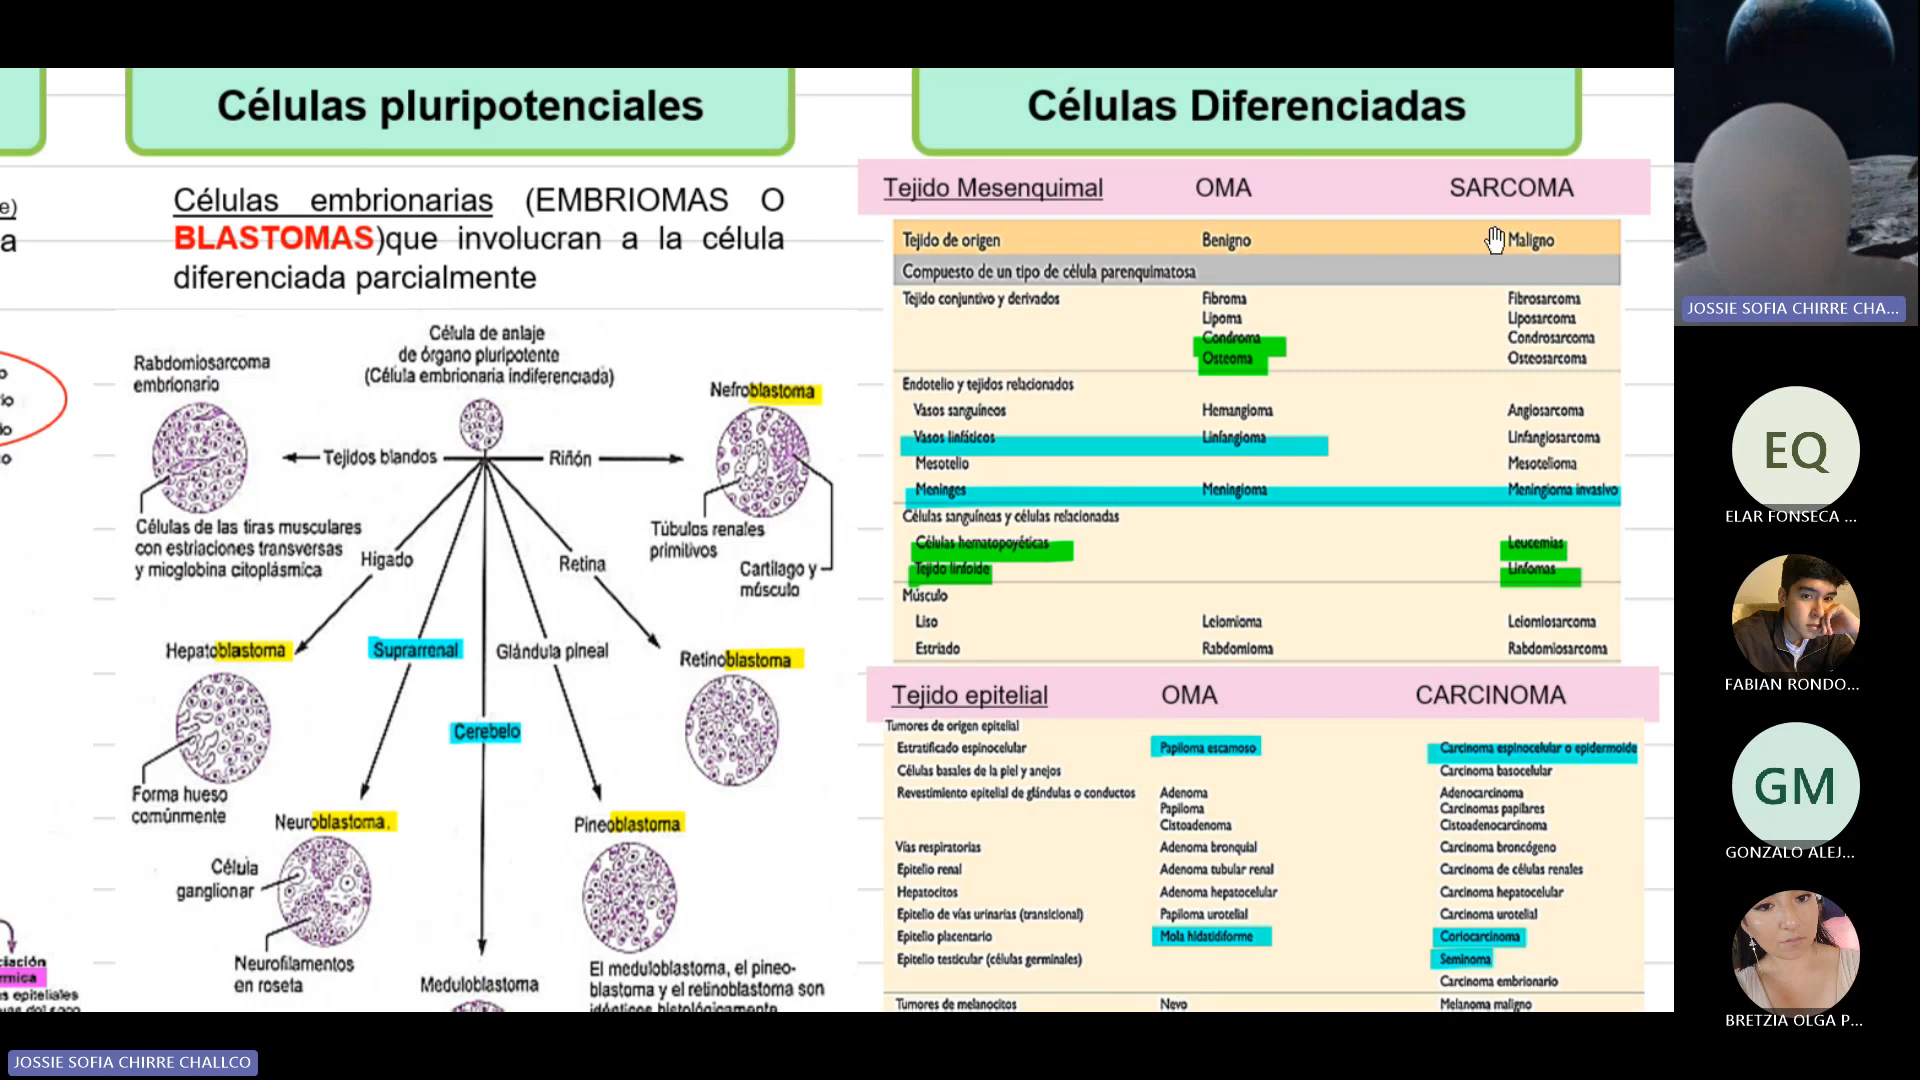 Células pluripotenciales
Células embrionarias (EMBRIOMAS O
BLASTOMAS)que involucran a la célula
diferenciada parcialmente
Célula de anlaje
de órgano pluripotente
(Célula embrionaria indiferenciada)
Rabdomiosarcoma
embrionario
Nefroblastoma
Tejidos blandos
Riñón
Células de las tiras musculares
con estriaciones transversas
y mioglobina citoplásmica
Túbulos renales
primitivos
Cartílago y
músculo
Hígado
Retina
Hepatoblastoma
Suprarrenal
Glándula pineal
Retinoblastoma
Cerebelo
Forma hueso
comúnmente
Neuroblastoma.
Pineoblastoma
Célula
ganglionar
Neurofilamentos
en roseta
Meduloblastoma
El meduloblastoma, el pineo-
blastoma y el retinoblastoma son
idénticos histológicamente
Células Diferenciadas
Tejido Mesenquimal OMA SARCOMA
Tejido de origen Benigno Maligno
Compuesto de un tipo de célula parenquimatosa
Tejido conjuntivo y derivados Fibroma Fibrosarcoma
Lipoma Liposarcoma
Condroma Condrosarcoma
Osteoma Osteosarcoma
Endotelio y tejidos relacionados
Vasos sanguíneos Hemangioma Angiosarcoma
Vasos linfáticos Linfangioma Linfangiosarcoma
Mesotelio Mesotelioma
Meninges Meningioma Meningioma invasivo
Células sanguíneas y células relacionadas
Células hematopoyéticas Leucemias
Tejido linfoide Linfomas
Músculo
Liso Leiomioma Leiomiosarcoma
Estriado Rabdomioma Rabdomiosarcoma
Tejido epitelial OMA CARCINOMA
Tumores de origen epitelial
Estratificado espinocelular Papiloma escamoso Carcinoma espinocelular o epidermoide
Células basales de la piel y anejos Carcinoma basocelular
Revestimiento epitelial de glándulas o conductos Adenoma Adenocarcinoma
Papiloma Carcinomas papilares
Cistoadenoma Cistoadenocarcinoma
Vías respiratorias Adenoma bronquial Carcinoma broncógeno
Epitelio renal Adenoma tubular renal Carcinoma de células renales
Hepatocitos Adenoma hepatocelular Carcinoma hepatocelular
Epitelio de vías urinarias (transicional) Papiloma urotelial Carcinoma urotelial
Epitelio placentario Mola hidatidiforme Coriocarcinoma
Epitelio testicular (células germinales) Seminoma
Carcinoma embrionario
Tumores de melanocitos Nevo Melanoma maligno
JOSSIE SOFIA CHIRRE CHA...
EQ
ELAR FONSECA ...
FABIAN RONDO...
GM
GONZALO ALEJ...
BRETZIA OLGA P...
JOSSIE SOFIA CHIRRE CHALLCO